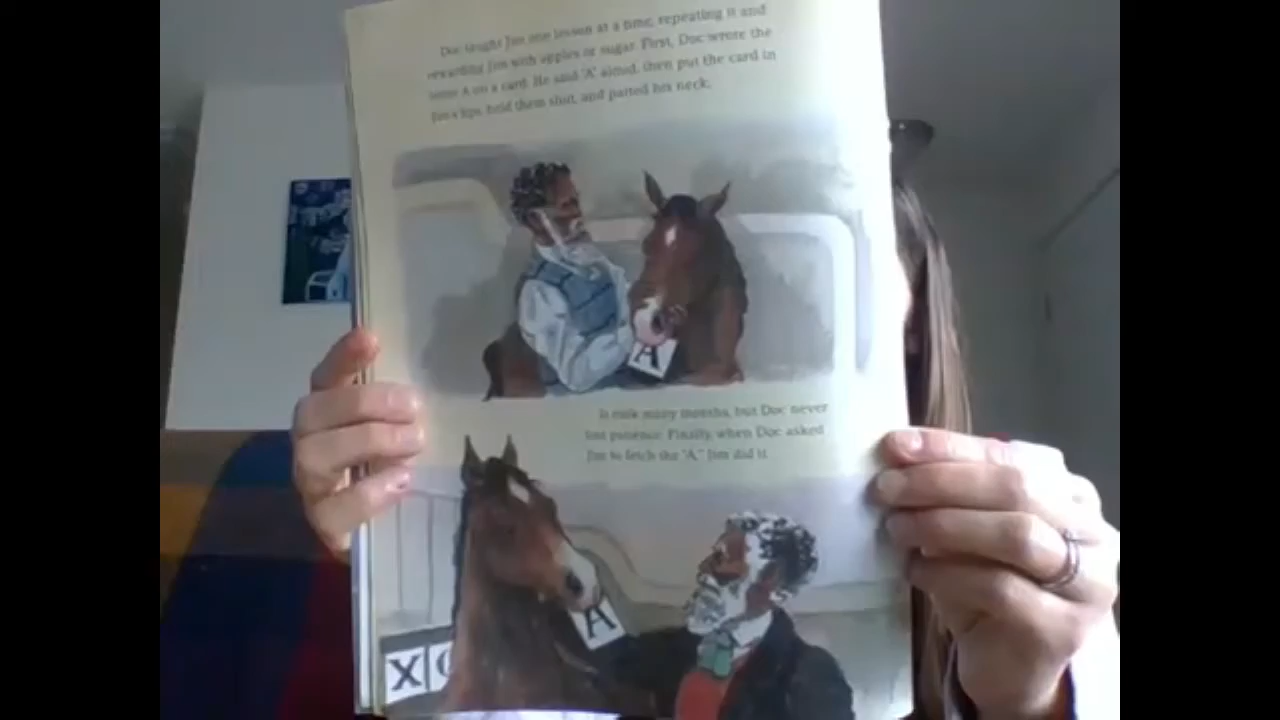 Doc taught Jim one lesson at a time, repeating it and
rewarding Jim with apples or sugar. First, Doc wrote the
letter A on a card. He said "A" aloud, then put the card in
Jim's lips, held them shut, and patted his neck.
A
It took many months, but Doc never
lost patience. Finally, when Doc asked
Jim to fetch the "A," Jim did it.
A
X